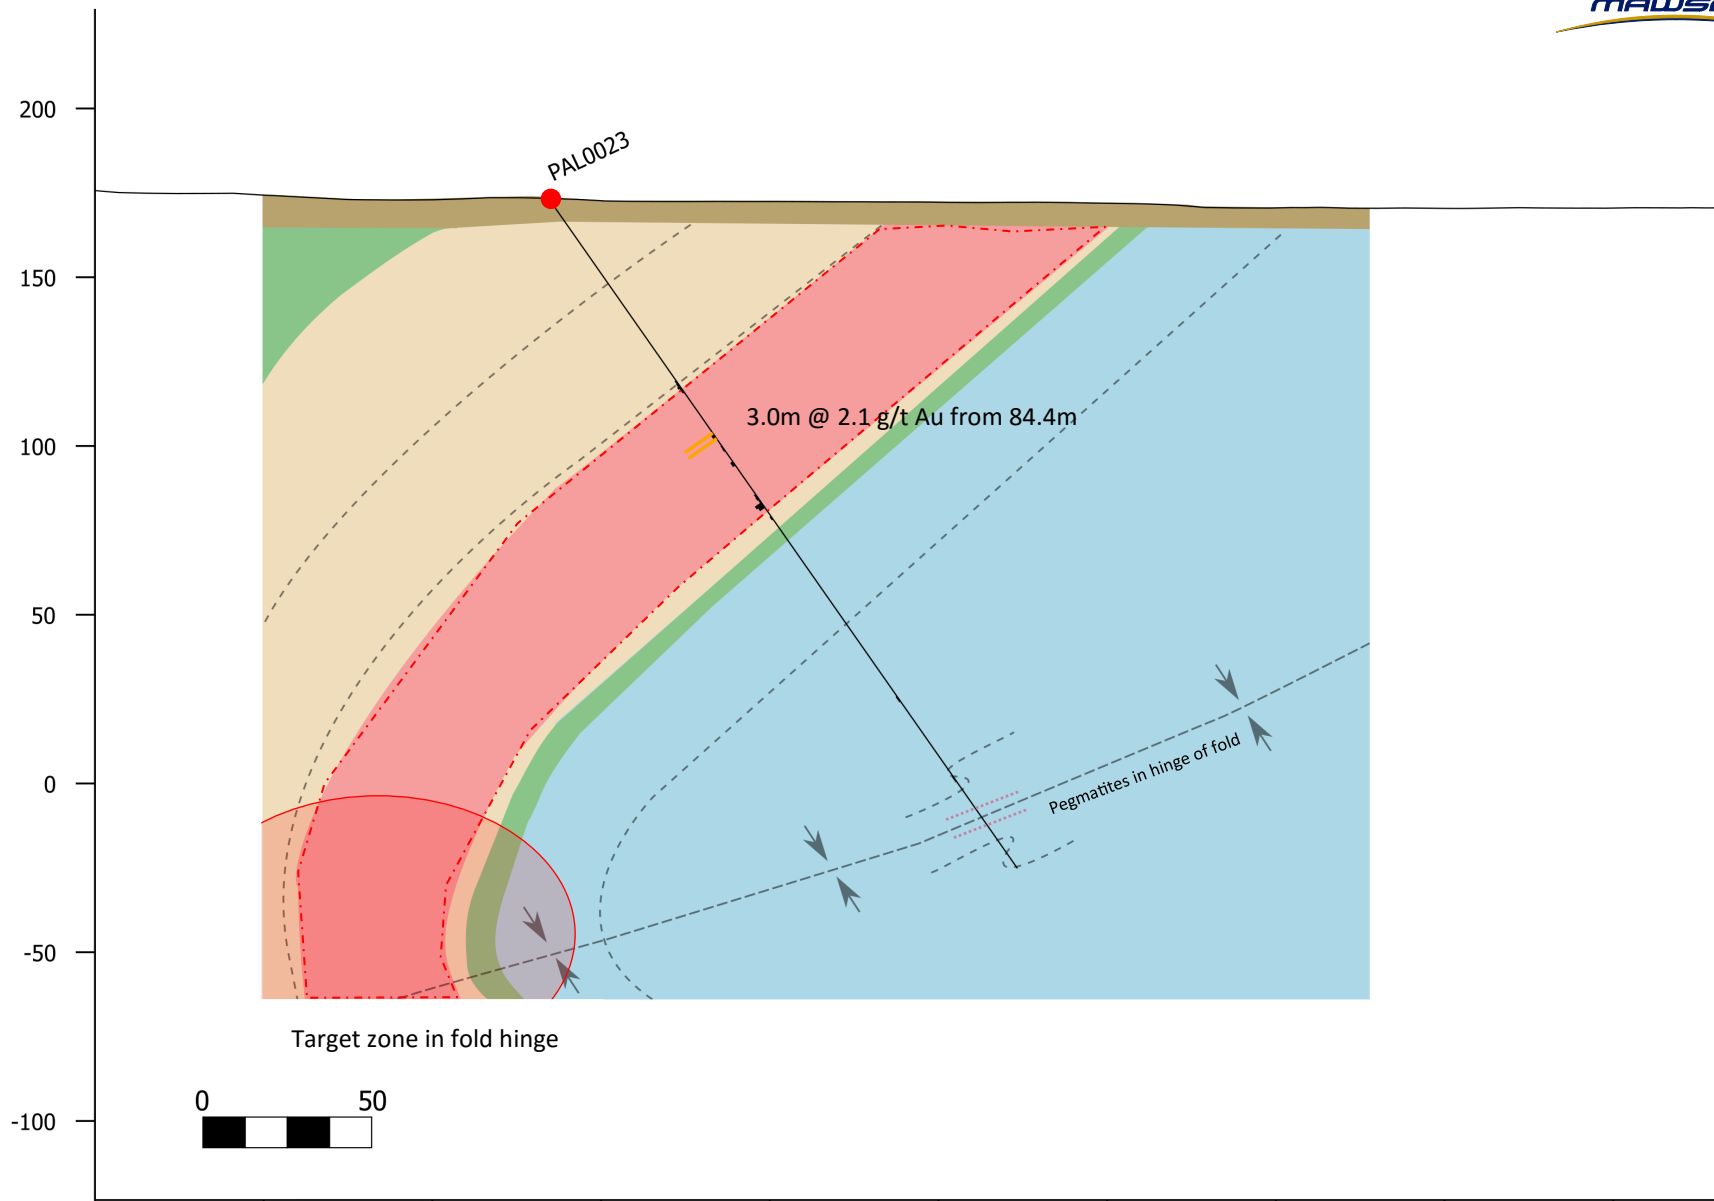 200
PAL0023
150
3.0m @ 2.1 g/t Au from 84.4m
100
50
0
Pegmatites in hinge of fold
-50
Target zone in fold hinge
0 50
-100